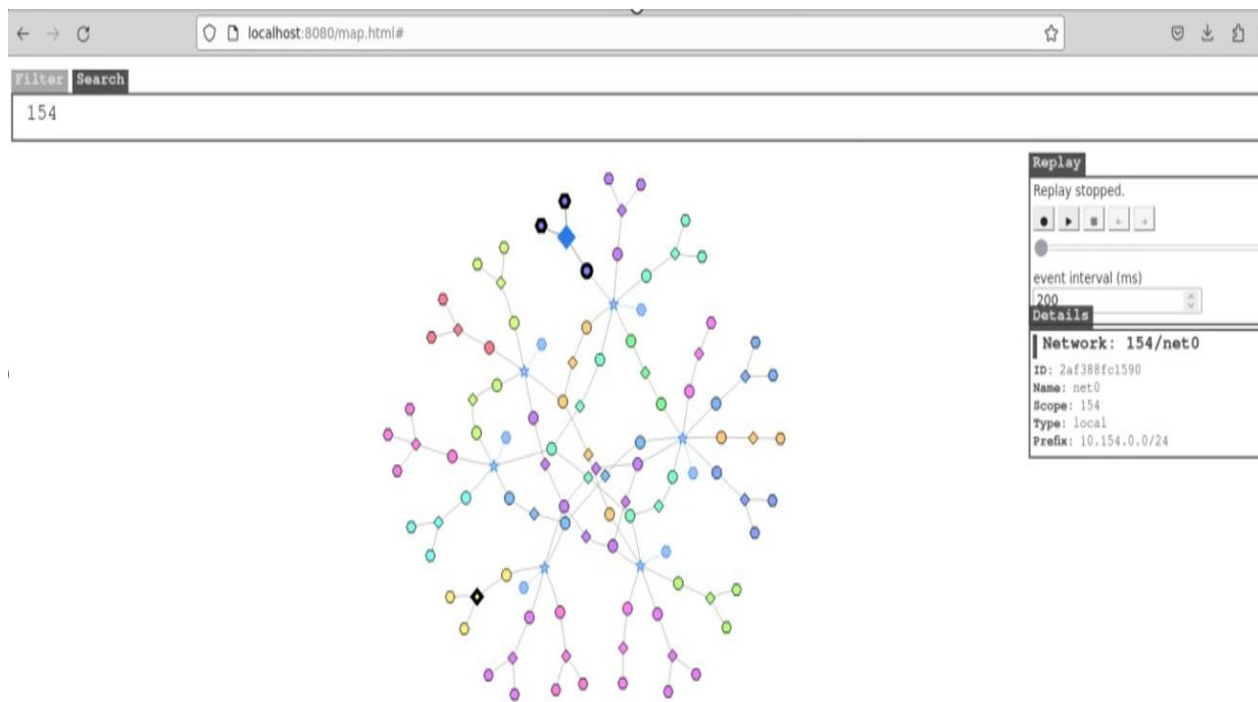 localhost:8080/map.html#
Filter Search
154
Replay
Replay stopped.
event interval (ms)
200
Details
Network: 154/net0
ID: 2af388fc1590
Name: net0
Scope: 154
Type: local
Prefix: 10.154.0.0/24